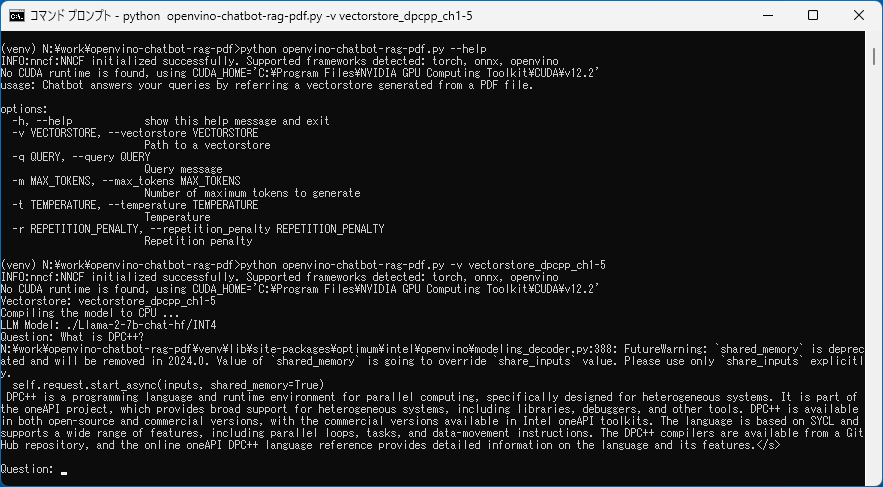 コマンド プロンプト - python  openvino-chatbot-rag-pdf.py -v vectorstore_dpcpp_ch1-5
(venv) N:¥work¥openvino-chatbot-rag-pdf>python openvino-chatbot-rag-pdf.py --help
INFO:nncf:NNCF initialized successfully. Supported frameworks detected: torch, onnx, openvino
No CUDA runtime is found, using CUDA_HOME='C:¥Program Files¥NVIDIA GPU Computing Toolkit¥CUDA¥v12.2'
usage: Chatbot answers your queries by referring a vectorstore generated from a PDF file.
options:
-h, --help            show this help message and exit
-v VECTORSTORE, --vectorstore VECTORSTORE
Path to a vectorstore
-q QUERY, --query QUERY
Query message
-m MAX_TOKENS, --max_tokens MAX_TOKENS
Number of maximum tokens to generate
-t TEMPERATURE, --temperature TEMPERATURE
Temperature
-r REPETITION_PENALTY, --repetition_penalty REPETITION_PENALTY
Repetition penalty
(venv) N:¥work¥openvino-chatbot-rag-pdf>python openvino-chatbot-rag-pdf.py -v vectorstore_dpcpp_ch1-5
INFO:nncf:NNCF initialized successfully. Supported frameworks detected: torch, onnx, openvino
No CUDA runtime is found, using CUDA_HOME='C:¥Program Files¥NVIDIA GPU Computing Toolkit¥CUDA¥v12.2'
Vectorstore: vectorstore_dpcpp_ch1-5
Compiling the model to CPU ...
LLM Model: ./Llama-2-7b-chat-hf/INT4
Question: What is DPC++?
N:¥work¥openvino-chatbot-rag-pdf¥venv¥lib¥site-packages¥optimum¥intel¥openvino¥modeling_decoder.py:388: FutureWarning: `shared_memory` is deprec
ated and will be removed in 2024.0. Value of `shared_memory` is going to override `share_inputs` value. Please use only `share_inputs` explicitl
y.
self.request.start_async(inputs, shared_memory=True)
DPC++ is a programming language and runtime environment for parallel computing, specifically designed for heterogeneous systems. It is part of
the oneAPI project, which provides broad support for heterogeneous systems, including libraries, debuggers, and other tools. DPC++ is available
in both open-source and commercial versions, with the commercial versions available in Intel oneAPI toolkits. The language is based on SYCL and
supports a wide range of features, including parallel loops, tasks, and data-movement instructions. The DPC++ compilers are available from a Git
Hub repository, and the online oneAPI DPC++ language reference provides detailed information on the language and its features.</s>
Question: